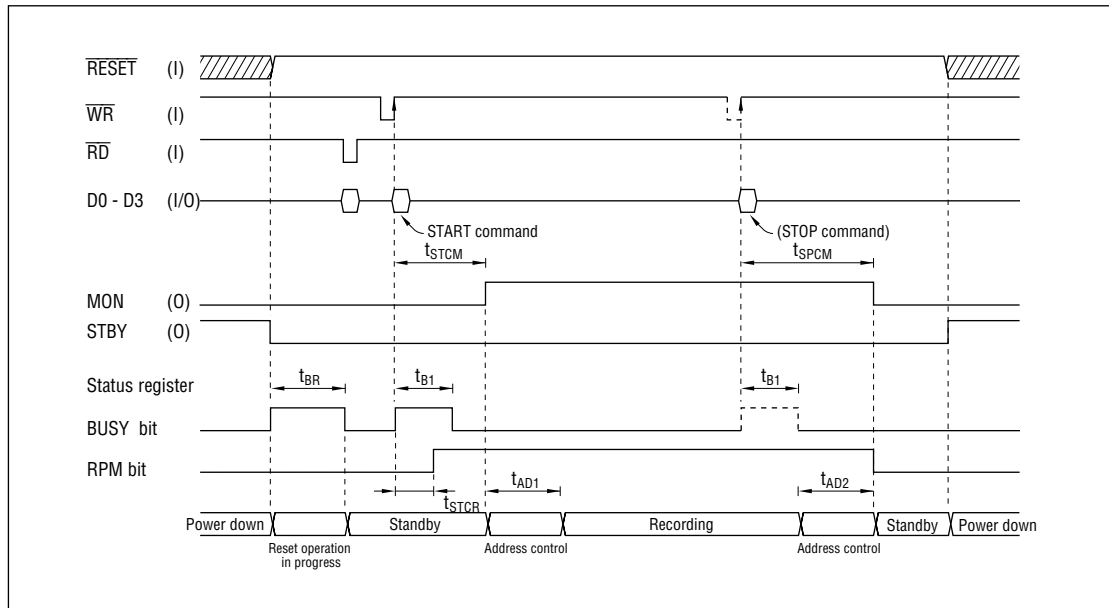 RESET (I)
WR (I)
RD (I)
D0 - D3 (I/O)
START command
(STOP command)
tSTCM
tSPCM
MON (O)
STBY (O)
Status register
tBR
tB1
tB1
BUSY bit
RPM bit
tAD1
tAD2
tSTCR
Power down
Standby
Recording
Standby
Power down
Reset operation
in progress
Address control
Address control